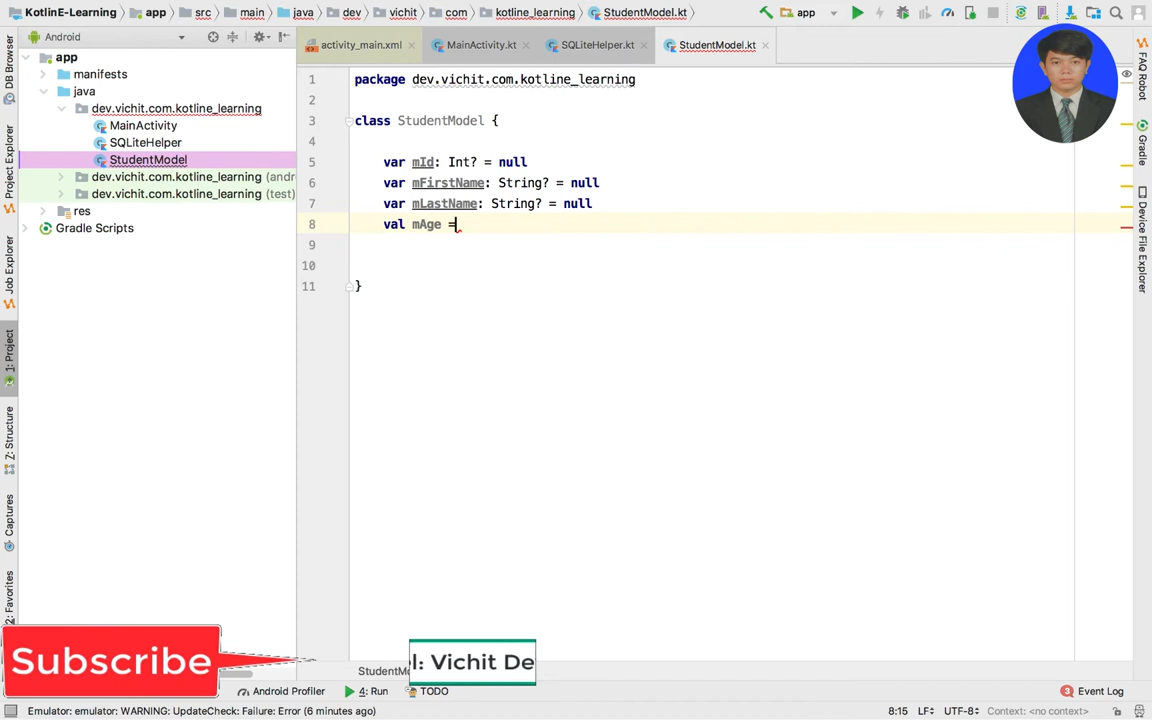 KotlinE-Learning app src main java dev vichit com kotline_learning StudentModel.kt app
Android
activity_main.xml MainActivity.kt SQLiteHelper.kt StudentModel.kt
app
manifests
java
dev.vichit.com.kotline_learning
MainActivity
SQLiteHelper
StudentModel
dev.vichit.com.kotline_learning (andr
dev.vichit.com.kotline_learning (test)
res
Gradle Scripts
DB Browser
Project Explorer
Job Explorer
1: Project
Z: Structure
Captures
2: Favorites
1 package dev.vichit.com.kotline_learning
2
3 class StudentModel {
4
5 var mId: Int? = null
6 var mFirstName: String? = null
7 var mLastName: String? = null
8 val mAge =
9
10
11 }
FAQ Robot
Gradle
Device File Explorer
Subscribe
StudentMo
l: Vichit De
Android Profiler 4: Run TODO
3 Event Log
Emulator: emulator: WARNING: UpdateCheck: Failure: Error (6 minutes ago)
8:15 LF÷ UTF-8÷ Context: <no context>